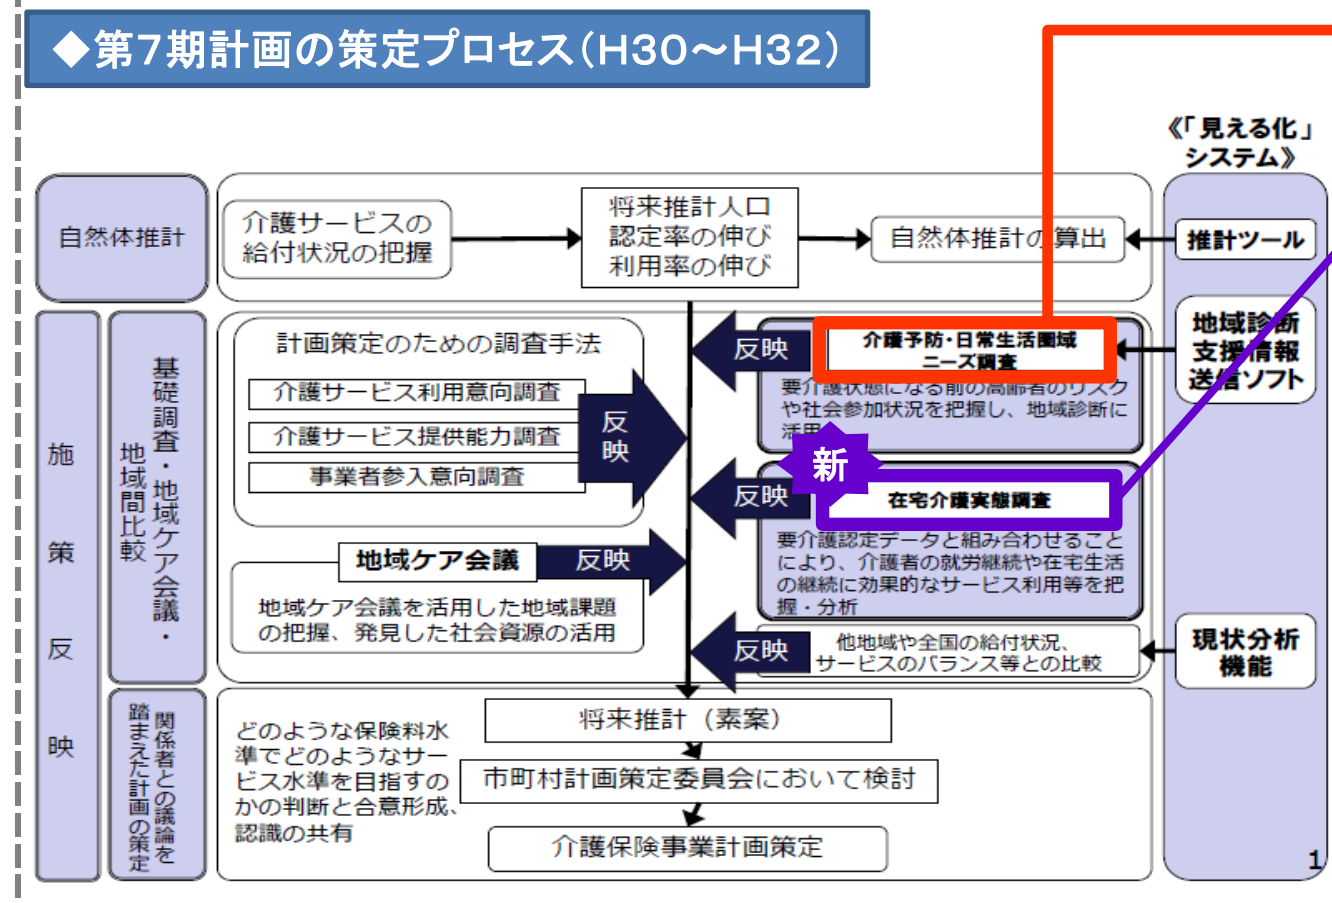 ◆第7期計画の策定プロセス(H30～H32)
《「見える化」
システム》
自然体推計
介護サービスの
給付状況の把握
将来推計人口
認定率の伸び
利用率の伸び
自然体推計の算出
推計ツール
施策反映
基礎調査・地域ケア会議・
地域間比較
計画策定のための調査手法
介護サービス利用意向調査
介護サービス提供能力調査
事業者参入意向調査
反
映
反映
介護予防・日常生活圏域
ニーズ調査
要介護状態になる前の高齢者のリスク
や社会参加状況を把握し、地域診断に
活用
地域診断
支援情報
送信ソフト
新
反映
在宅介護実態調査
要介護認定データと組み合わせること
により、介護者の就労継続や在宅生活
の継続に効果的なサービス利用等を把
握・分析
地域ケア会議
反映
地域ケア会議を活用した地域課題
の把握、発見した社会資源の活用
反映
他地域や全国の給付状況、
サービスのバランス等との比較
現状分析
機能
関係者との議論を
踏まえた計画の策定
どのような保険料水
準でどのようなサー
ビス水準を目指すの
かの判断と合意形成、
認識の共有
将来推計（素案）
市町村計画策定委員会において検討
介護保険事業計画策定
1